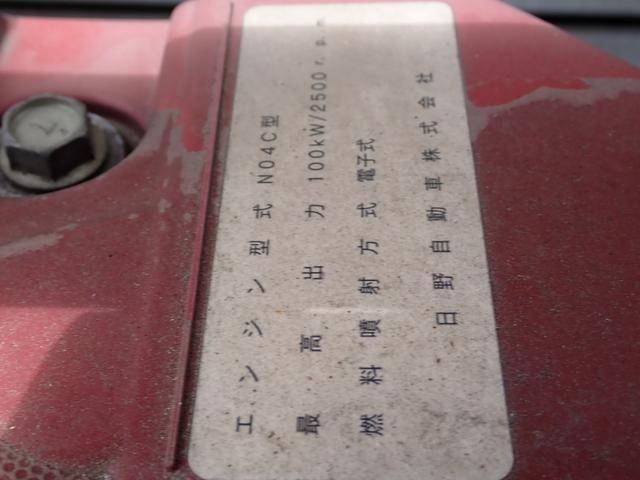 エンジン型式 N04C型
最高出力 100kW/2500r.p.m
燃料噴射方式 電子式
日野自動車株式会社